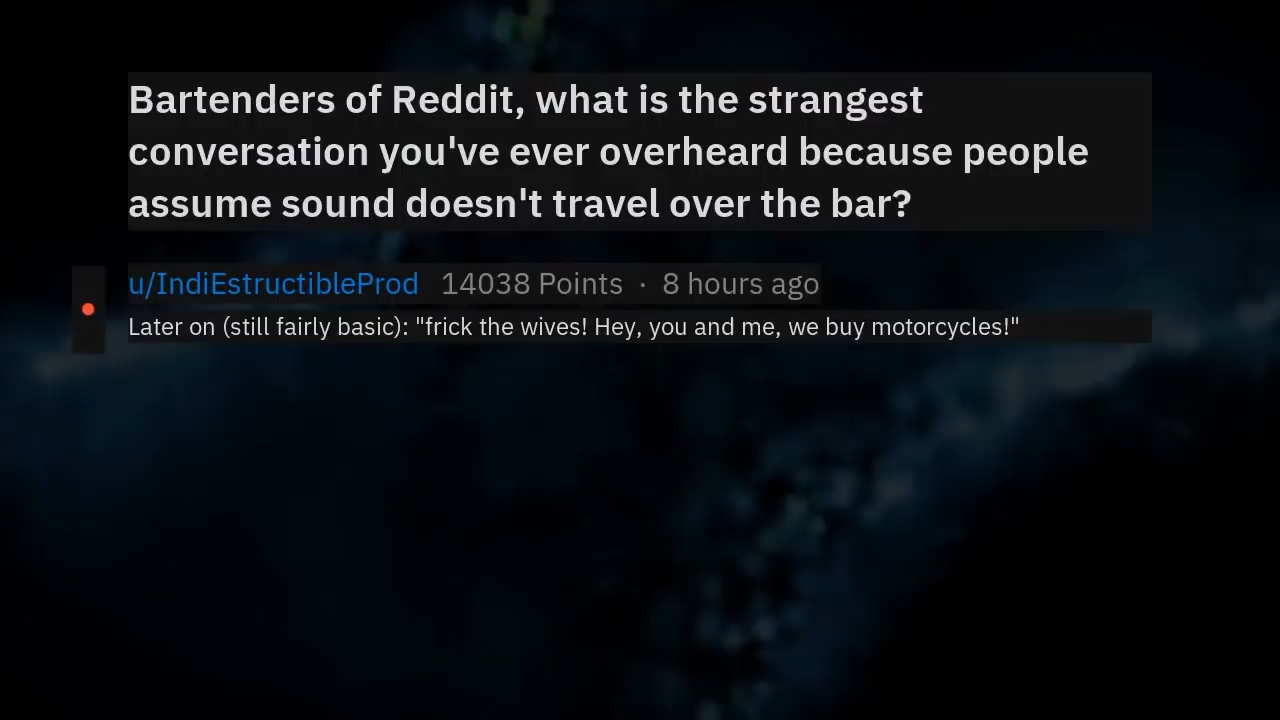 Bartenders of Reddit, what is the strangest
conversation you've ever overheard because people
assume sound doesn't travel over the bar?
u/IndiEstructibleProd 14038 Points · 8 hours ago
Later on (still fairly basic): "frick the wives! Hey, you and me, we buy motorcycles!"